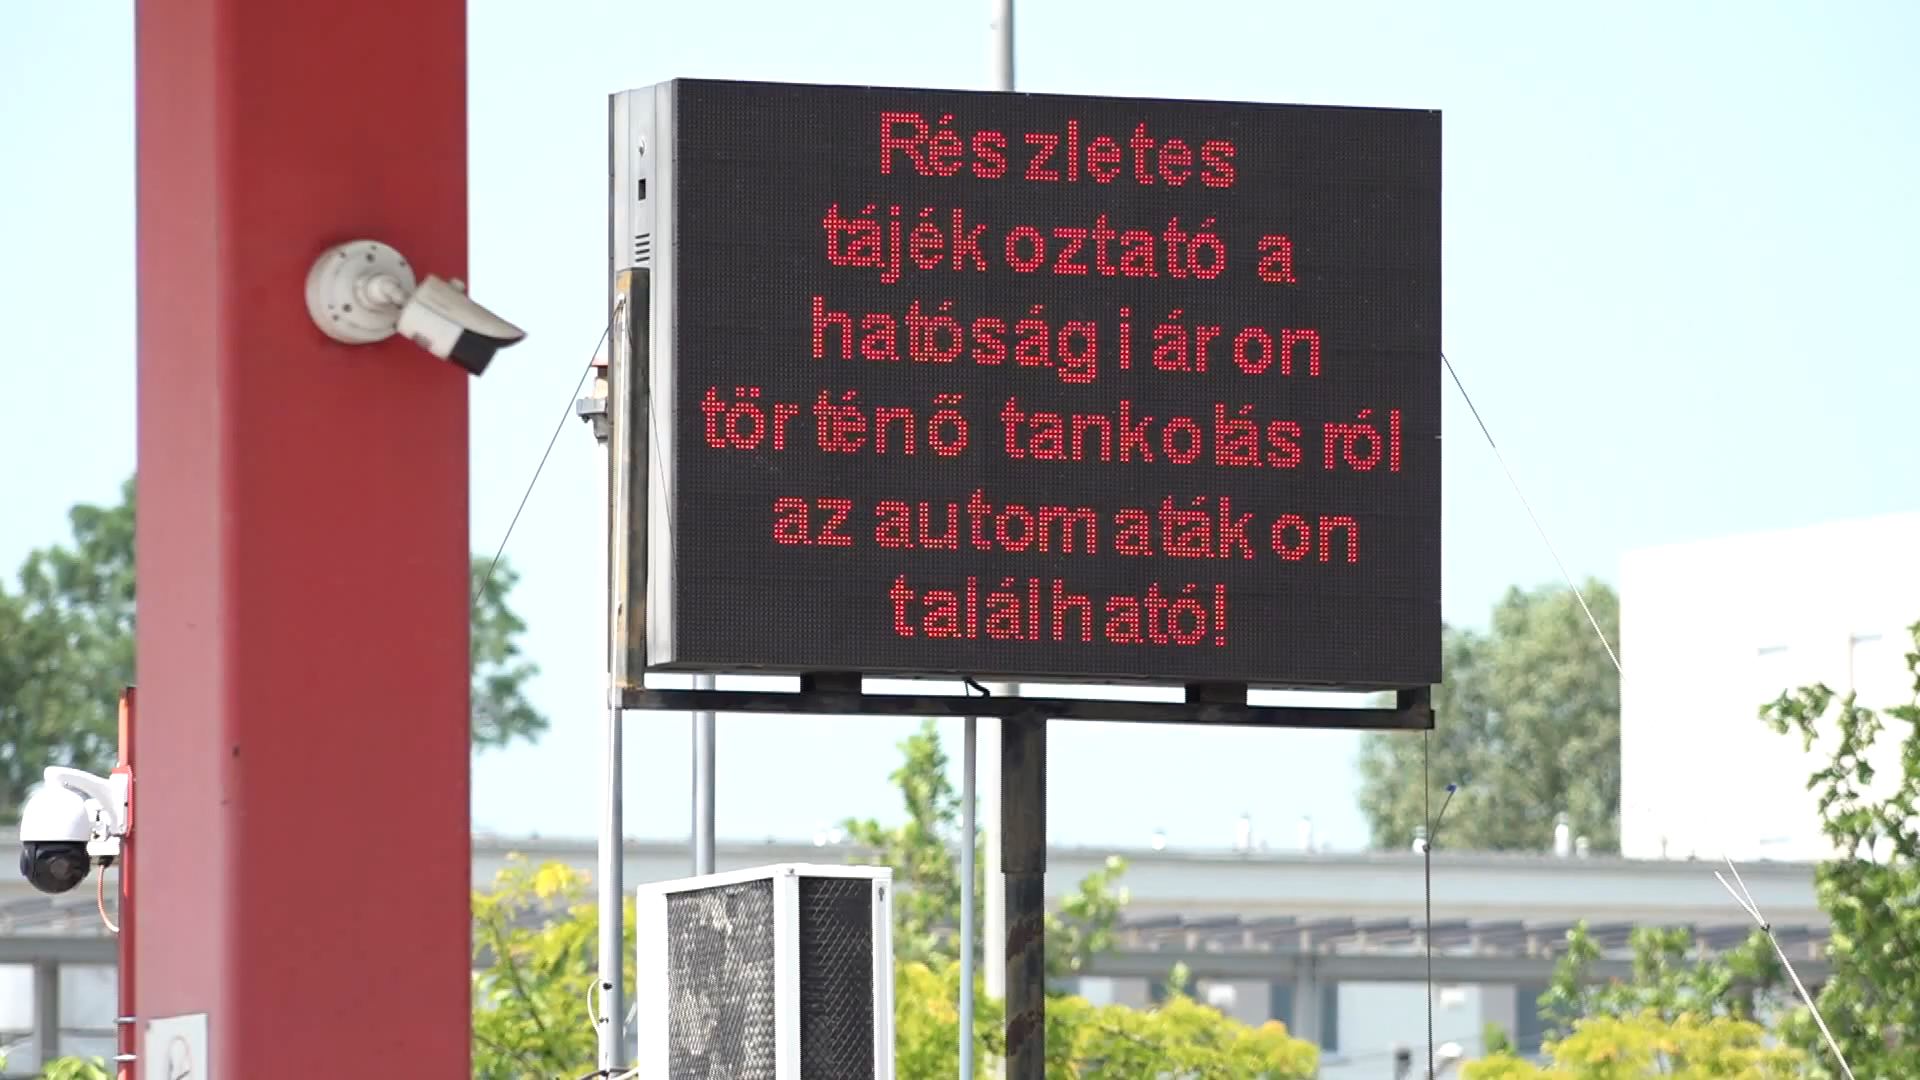 Részletes
tájékoztató a
hatósági áron
történő tankolásról
az automatákon
található!